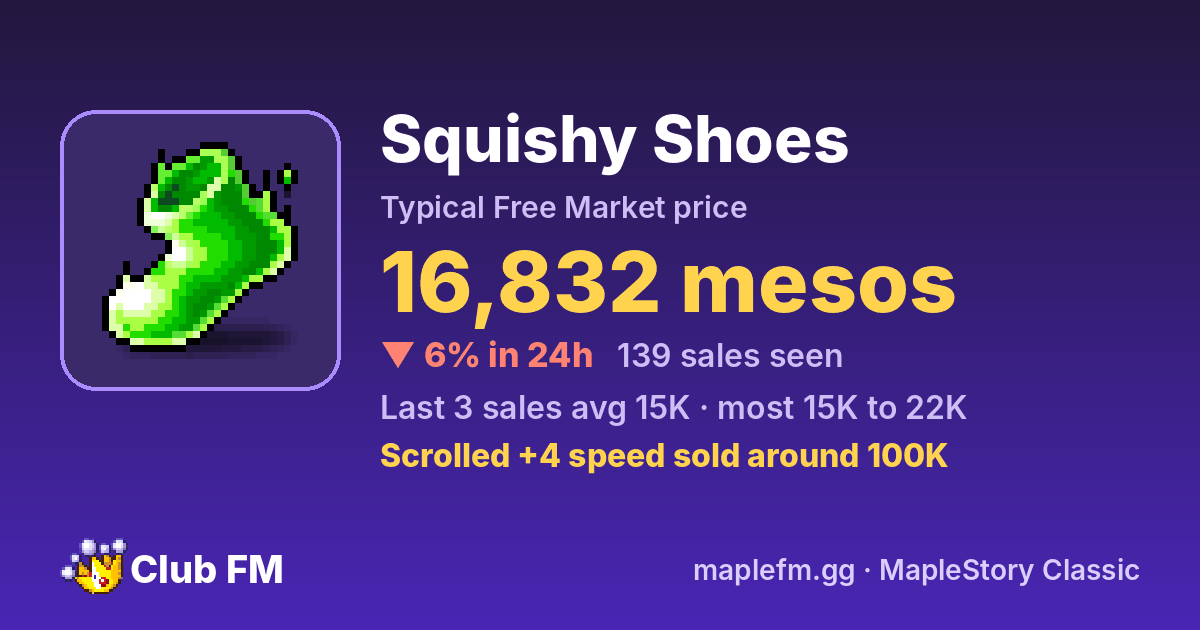 Squishy Shoes
Typical Free Market price
16,832 mesos
▼ 6% in 24h 139 sales seen
Last 3 sales avg 15K · most 15K to 22K
Scrolled +4 speed sold around 100K
Club FM
maplefm.gg · MapleStory Classic